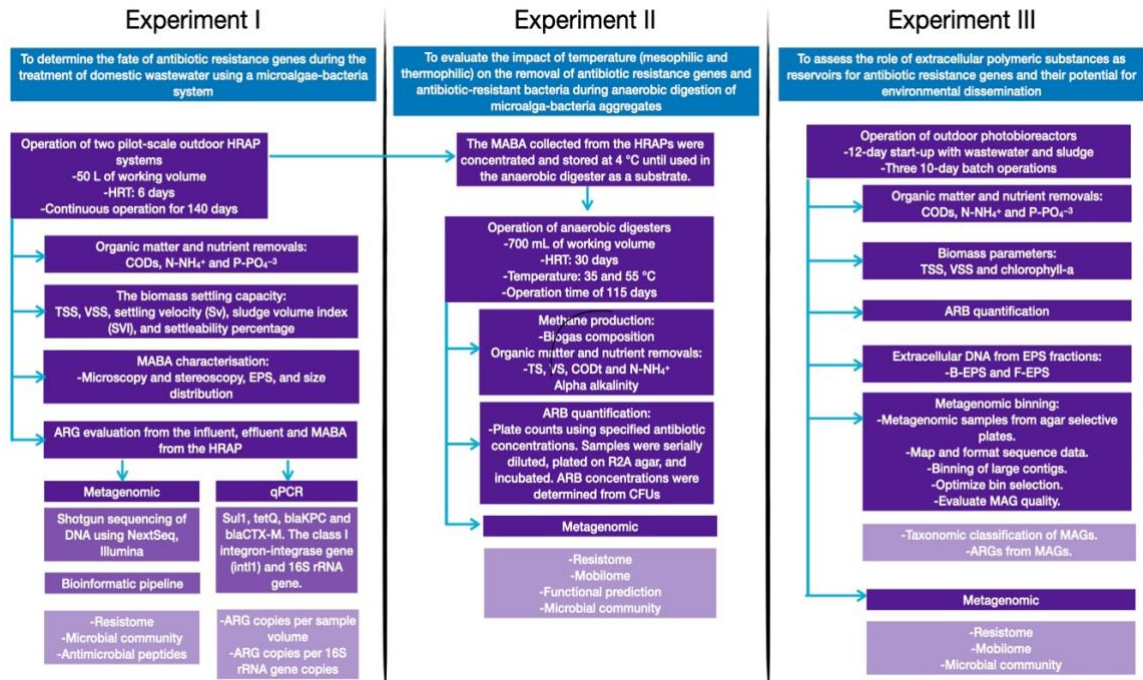 Experiment I
To determine the fate of antibiotic resistance genes during the
treatment of domestic wastewater using a microalgae-bacteria
system
Operation of two pilot-scale outdoor HRAP
systems
-50 L of working volume
-HRT: 6 days
-Continuous operation for 140 days
Organic matter and nutrient removals:
CODs, N-NH₄⁺ and P-PO₄⁻³
The biomass settling capacity:
TSS, VSS, settling velocity (Sv), sludge volume index
(SVI), and settleability percentage
MABA characterisation:
-Microscopy and stereoscopy, EPS, and size
distribution
ARG evaluation from the influent, effluent and MABA
from the HRAP
Metagenomic
Shotgun sequencing of
DNA using NextSeq,
Illumina
Bioinformatic pipeline
-Resistome
-Microbial community
-Antimicrobial peptides
qPCR
Sul1, tetQ, blaKPC and
blaCTX-M. The class I
integron-integrase gene
(intI1) and 16S rRNA
gene.
-ARG copies per sample
volume
-ARG copies per 16S
rRNA gene copies
Experiment II
To evaluate the impact of temperature (mesophilic and
thermophilic) on the removal of antibiotic resistance genes and
antibiotic-resistant bacteria during anaerobic digestion of
microalga-bacteria aggregates
The MABA collected from the HRAPs were
concentrated and stored at 4 °C until used in
the anaerobic digester as a substrate.
Operation of anaerobic digesters
-700 mL of working volume
-HRT: 30 days
-Temperature: 35 and 55 °C
-Operation time of 115 days
Methane production:
-Biogas composition
Organic matter and nutrient removals:
-TS, VS, CODt and N-NH₄⁺
Alpha alkalinity
ARB quantification:
-Plate counts using specified antibiotic
concentrations. Samples were serially
diluted, plated on R2A agar, and
incubated. ARB concentrations were
determined from CFUs
Metagenomic
-Resistome
-Mobilome
-Functional prediction
-Microbial community
Experiment III
To assess the role of extracellular polymeric substances as
reservoirs for antibiotic resistance genes and their potential for
environmental dissemination
Operation of outdoor photobioreactors
-12-day start-up with wastewater and sludge
-Three 10-day batch operations
Organic matter and nutrient removals:
CODs, N-NH₄⁺ and P-PO₄⁻³
Biomass parameters:
TSS, VSS and chlorophyll-a
ARB quantification
Extracellular DNA from EPS fractions:
-B-EPS and F-EPS
Metagenomic binning:
-Metagenomic samples from agar selective
plates.
-Map and format sequence data.
-Binning of large contigs.
-Optimize bin selection.
-Evaluate MAG quality.
-Taxonomic classification of MAGs.
-ARGs from MAGs.
Metagenomic
-Resistome
-Mobilome
-Microbial community